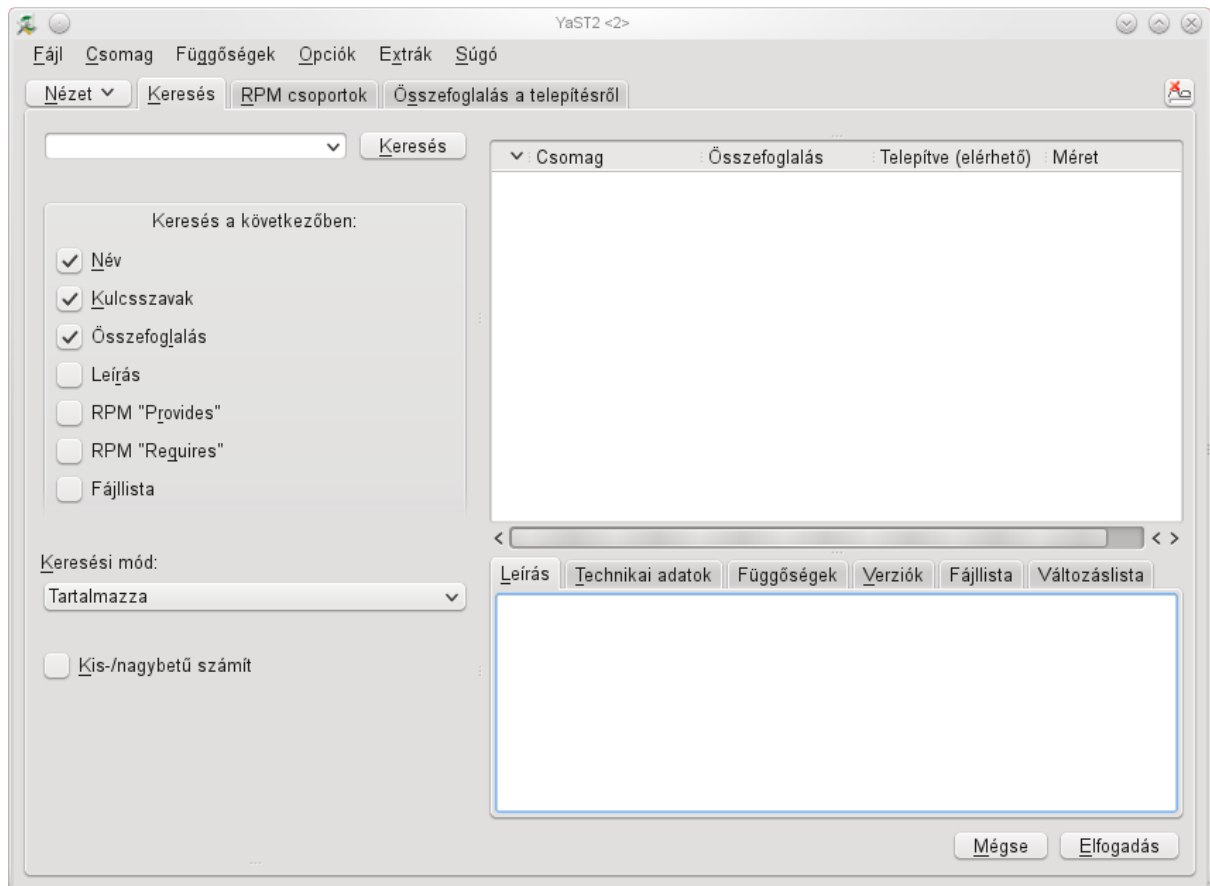 YaST2 <2>
Fájl Csomag Függőségek Opciók Extrák Súgó
Nézet Keresés RPM csoportok Összefoglalás a telepítésről
Keresés
Csomag Összefoglalás Telepítve (elérhető) Méret
Keresés a következőben:
Név
Kulcsszavak
Összefoglalás
Leírás
RPM "Provides"
RPM "Requires"
Fájllista
Keresési mód:
Tartalmazza
Kis-/nagybetű számít
Leírás Technikai adatok Függőségek Verziók Fájllista Változáslista
Mégse Elfogadás